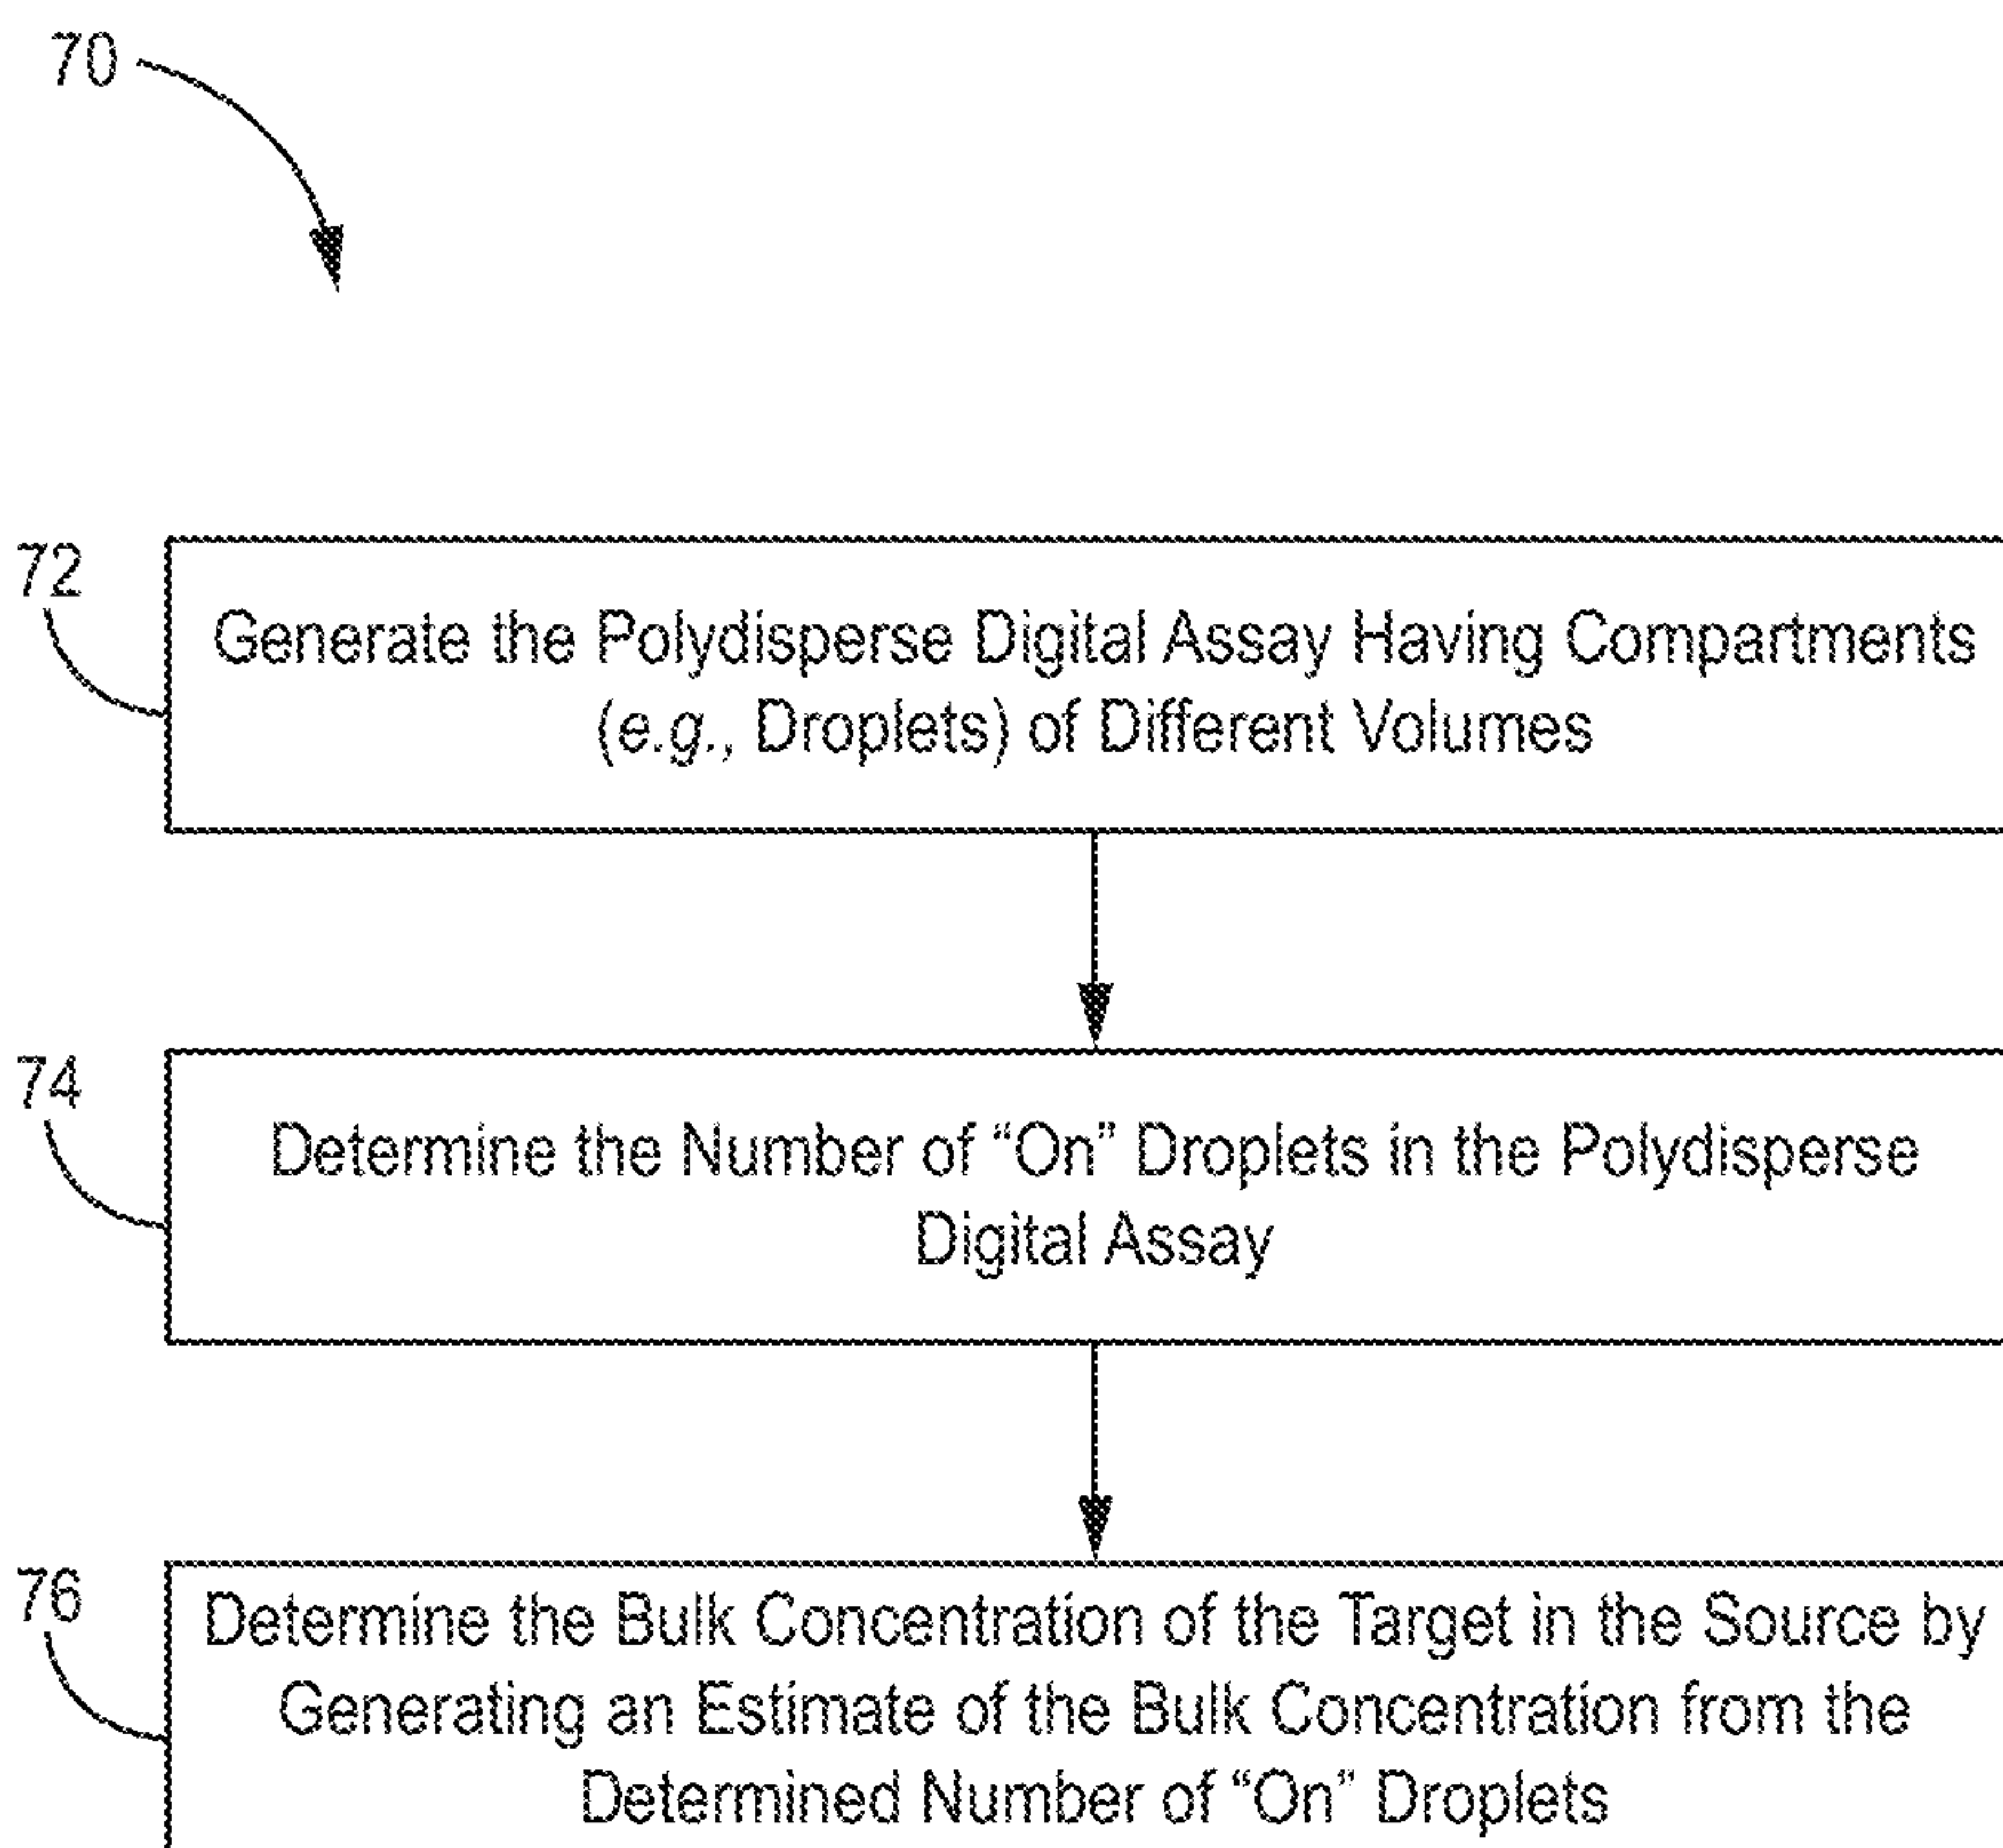 70
72
Generate the Polydisperse Digital Assay Having Compartments
(e.g., Droplets) of Different Volumes
74
Determine the Number of “On” Droplets in the Polydisperse
Digital Assay
76
Determine the Bulk Concentration of the Target in the Source by
Generating an Estimate of the Bulk Concentration from the
Determined Number of “On” Droplets